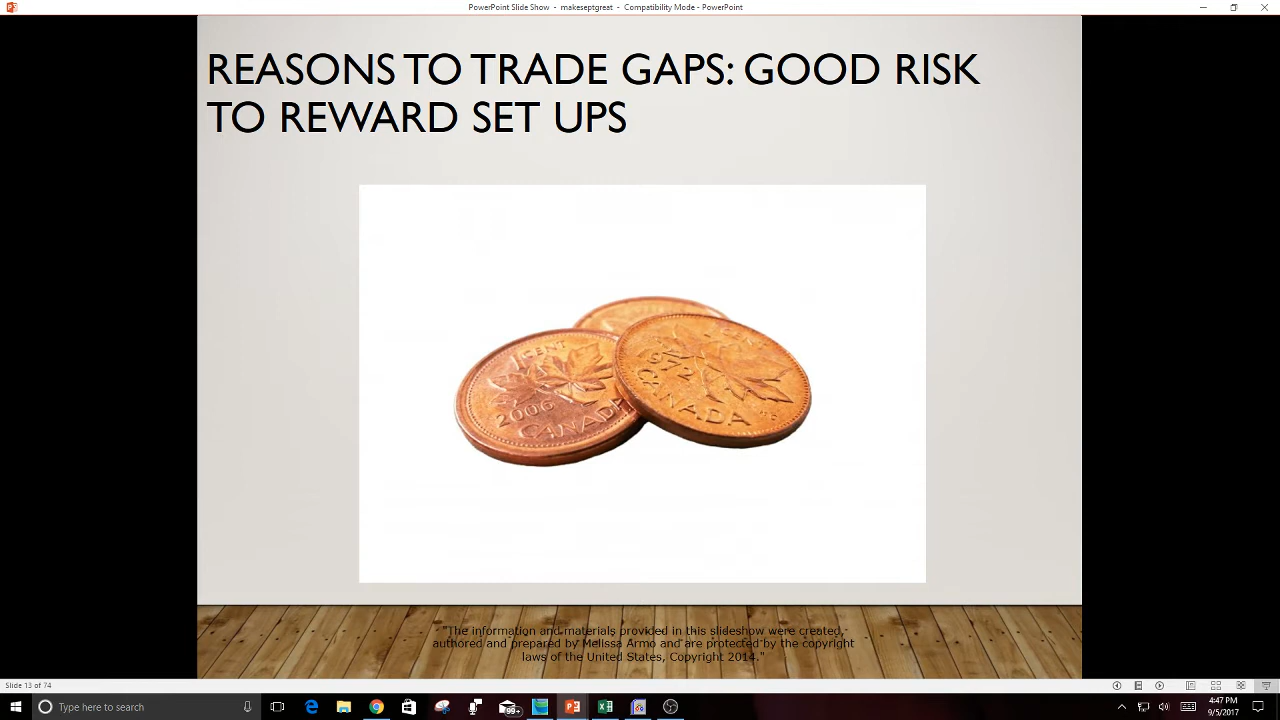 PowerPoint Slide Show - makeseptgreat - Compatibility Mode - PowerPoint
REASONS TO TRADE GAPS: GOOD RISK
TO REWARD SET UPS
1 CENT
2006
CANADA
CENT
1972
CANADA
"The information and materials provided in this slideshow were created,
authored and prepared by Melissa Armo and are protected by the copyright
laws of the United States, Copyright 2014."
Slide 13 of 74
Type here to search
99+
4:47 PM
9/5/2017